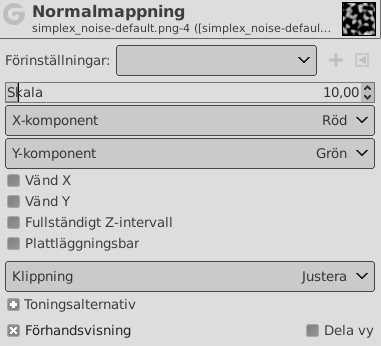 Normalmappning
simplex_noise-default.png-4 ([simplex_noise-defaul…
Förinställningar:
Skala 10,00
X-komponent Röd
Y-komponent Grön
Vänd X
Vänd Y
Fullständigt Z-intervall
Plattläggningsbar
Klippning Justera
Toningsalternativ
Förhandsvisning Dela vy